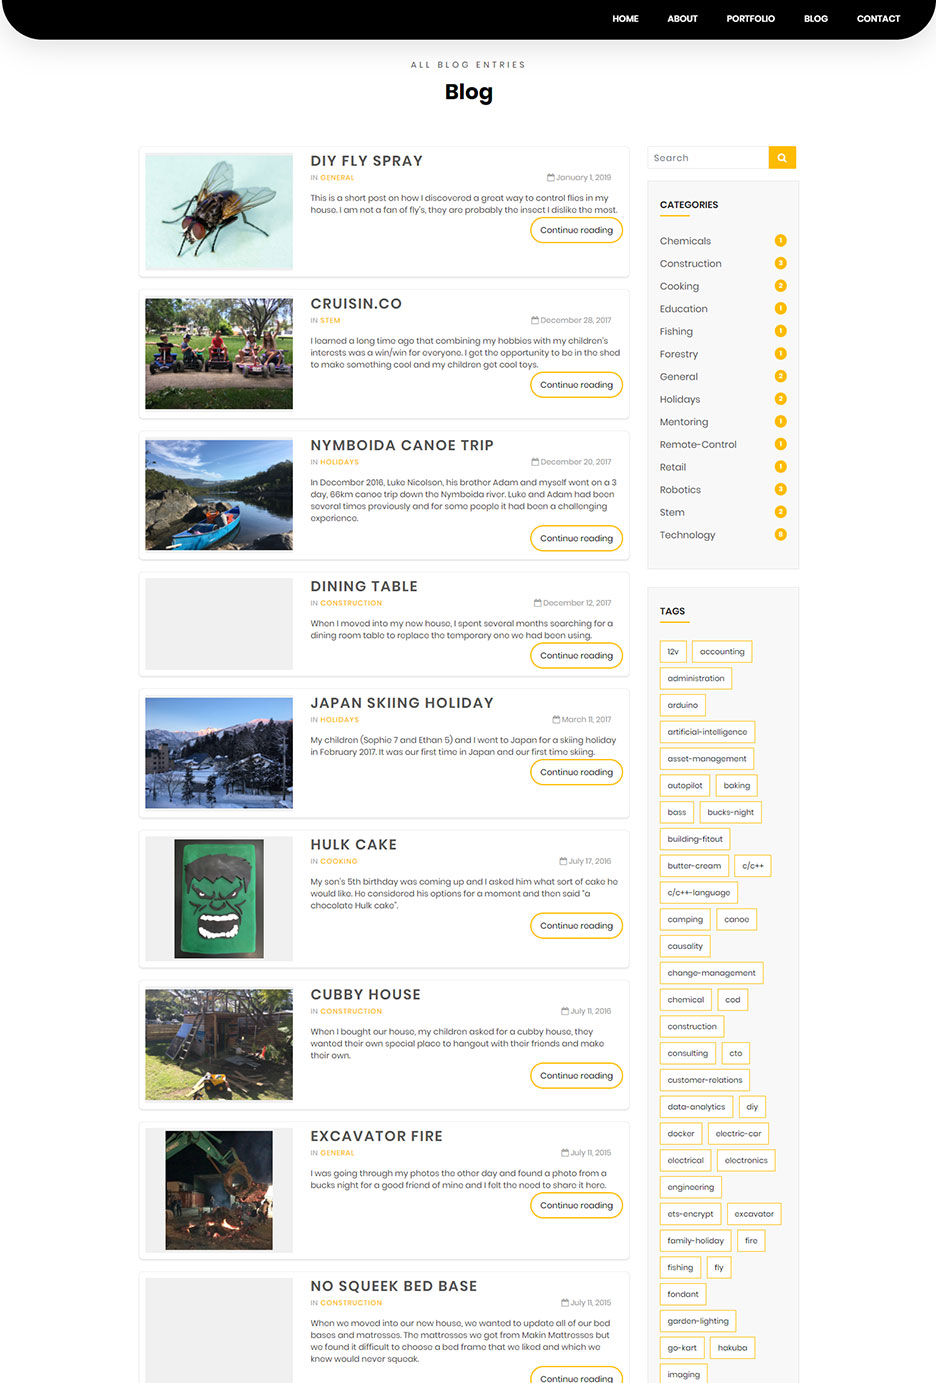 HOME ABOUT PORTFOLIO BLOG CONTACT
ALL BLOG ENTRIES
Blog
DIY FLY SPRAY
IN GENERAL January 1, 2019
This is a short post on how I discovered a great way to control flies in my
house. I am not a fan of fly's, they are probably the insect I dislike the most.
Continue reading
CRUISIN.CO
IN STEM December 28, 2017
I learned a long time ago that combining my hobbies with my children's
interests was a win/win for everyone. I got the opportunity to be in the shed
to make something cool and my children got cool toys.
Continue reading
NYMBOIDA CANOE TRIP
IN HOLIDAYS December 20, 2017
In December 2016, Luke Nicolson, his brother Adam and myself went on a 3
day, 66km canoe trip down the Nymboida river. Luke and Adam had been
several times previously and for some people it had been a challenging
experience.
Continue reading
DINING TABLE
IN CONSTRUCTION December 12, 2017
When I moved into my new house, I spent several months searching for a
dining room table to replace the temporary one we had been using.
Continue reading
JAPAN SKIING HOLIDAY
IN HOLIDAYS March 11, 2017
My children (Sophie 7 and Ethan 5) and I went to Japan for a skiing holiday
in February 2017. It was our first time in Japan and our first time skiing.
Continue reading
HULK CAKE
IN COOKING July 17, 2016
My son's 5th birthday was coming up and I asked him what sort of cake he
would like. He considered his options for a moment and then said "a
chocolate Hulk cake".
Continue reading
CUBBY HOUSE
IN CONSTRUCTION July 11, 2016
When I bought our house, my children asked for a cubby house, they
wanted their own special place to hangout with their friends and make
their own.
Continue reading
EXCAVATOR FIRE
IN GENERAL July 11, 2015
I was going through my photos the other day and found a photo from a
bucks night for a good friend of mine and I felt the need to share it here.
Continue reading
NO SQUEEK BED BASE
IN CONSTRUCTION July 11, 2015
When we moved into our new house, we wanted to update all of our bed
bases and matrosses. The mattresses we got from Makin Mattresses but
we found it difficult to choose a bed frame that we liked and which we
knew would never squeak.
Continue reading
Search
CATEGORIES
Chemicals 1
Construction 3
Cooking 2
Education 1
Fishing 1
Forestry 1
General 2
Holidays 2
Mentoring 1
Remote-Control 1
Retail 1
Robotics 3
Stem 2
Technology 8
TAGS
12v accounting
administration
arduino
artificial-intelligence
asset-management
autopilot baking
bass bucks-night
building-fitout
butter-cream c/c++
c/c++-language
camping canoe
causality
change-management
chemical cod
construction
consulting cto
customer-relations
data-analytics diy
docker electric-car
electrical electronics
engineering
ets-encrypt excavator
family-holiday fire
fishing fly
fondant
garden-lighting
go-kart hakuba
imaging